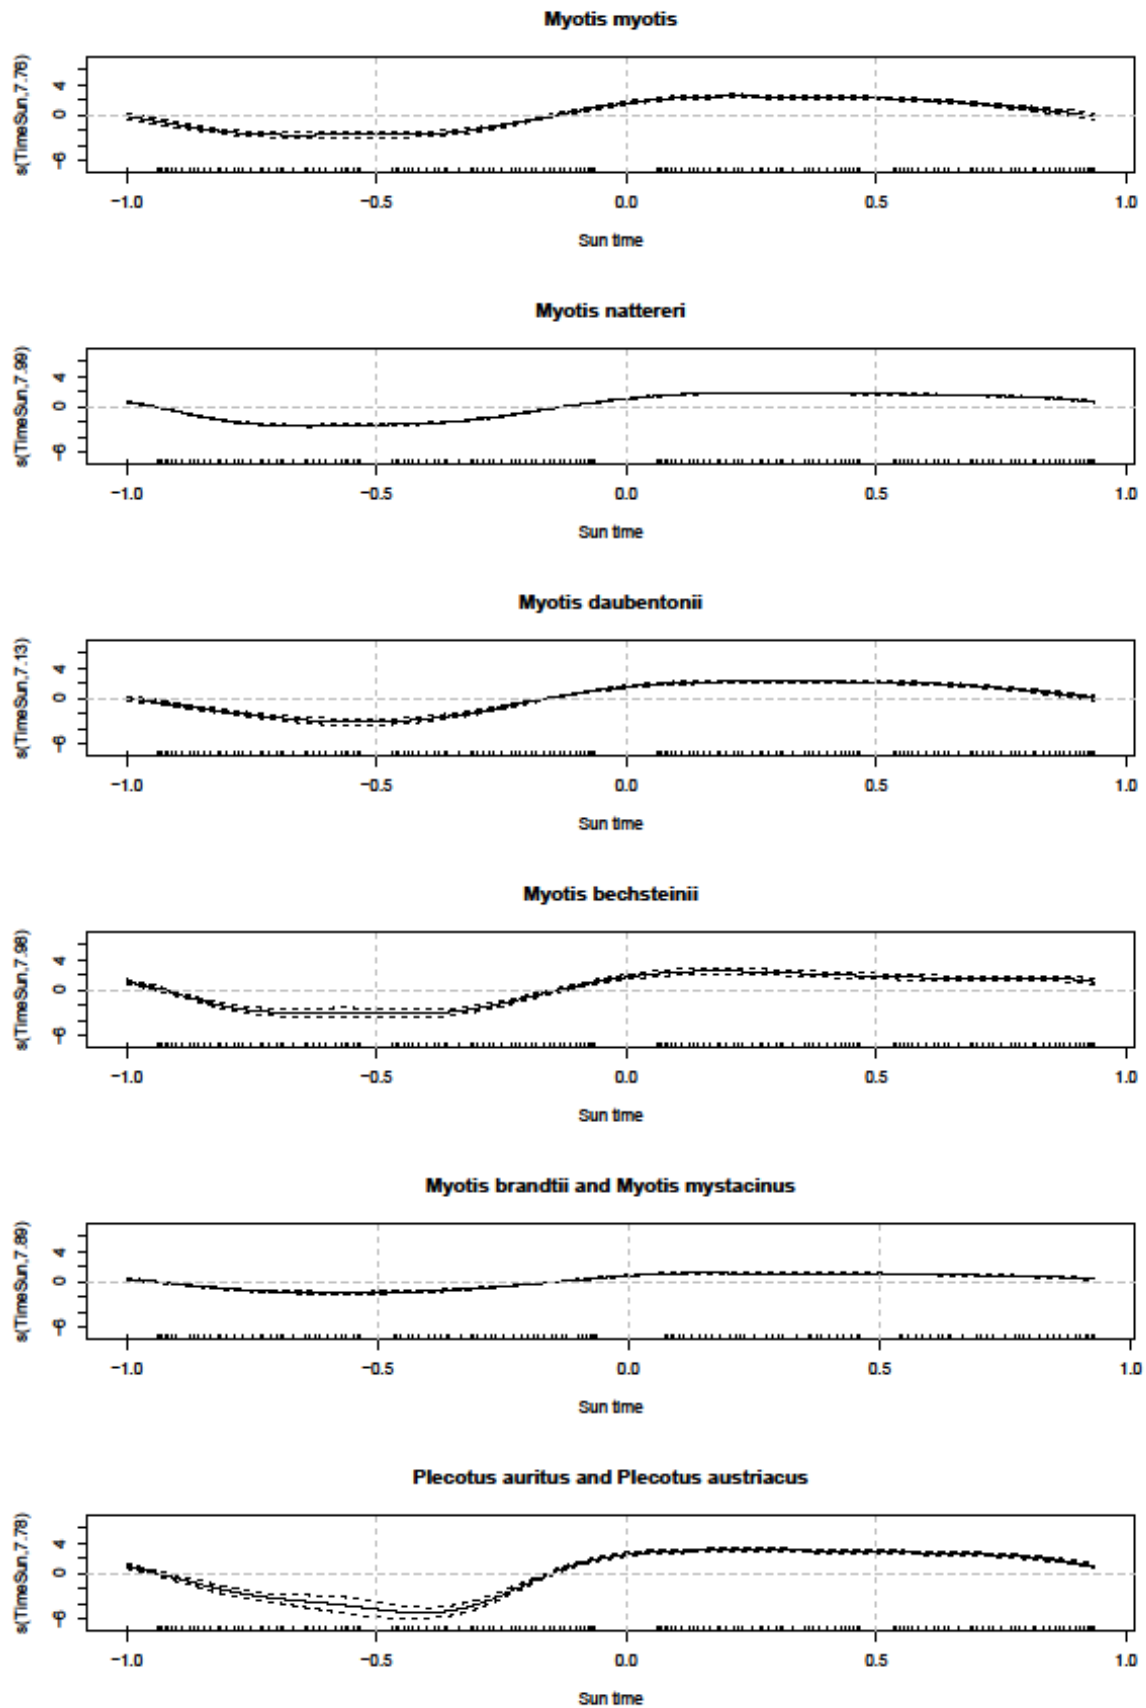 Myotis myotis
s(TimeSun,7.76)
4
0
−6
−1.0 −0.5 0.0 0.5 1.0
Sun time
Myotis nattereri
s(TimeSun,7.99)
4
0
−6
−1.0 −0.5 0.0 0.5 1.0
Sun time
Myotis daubentonii
s(TimeSun,7.13)
4
0
−6
−1.0 −0.5 0.0 0.5 1.0
Sun time
Myotis bechsteinii
s(TimeSun,7.98)
4
0
−6
−1.0 −0.5 0.0 0.5 1.0
Sun time
Myotis brandtii and Myotis mystacinus
s(TimeSun,7.89)
4
0
−6
−1.0 −0.5 0.0 0.5 1.0
Sun time
Plecotus auritus and Plecotus austriacus
s(TimeSun,7.78)
4
0
−6
−1.0 −0.5 0.0 0.5 1.0
Sun time